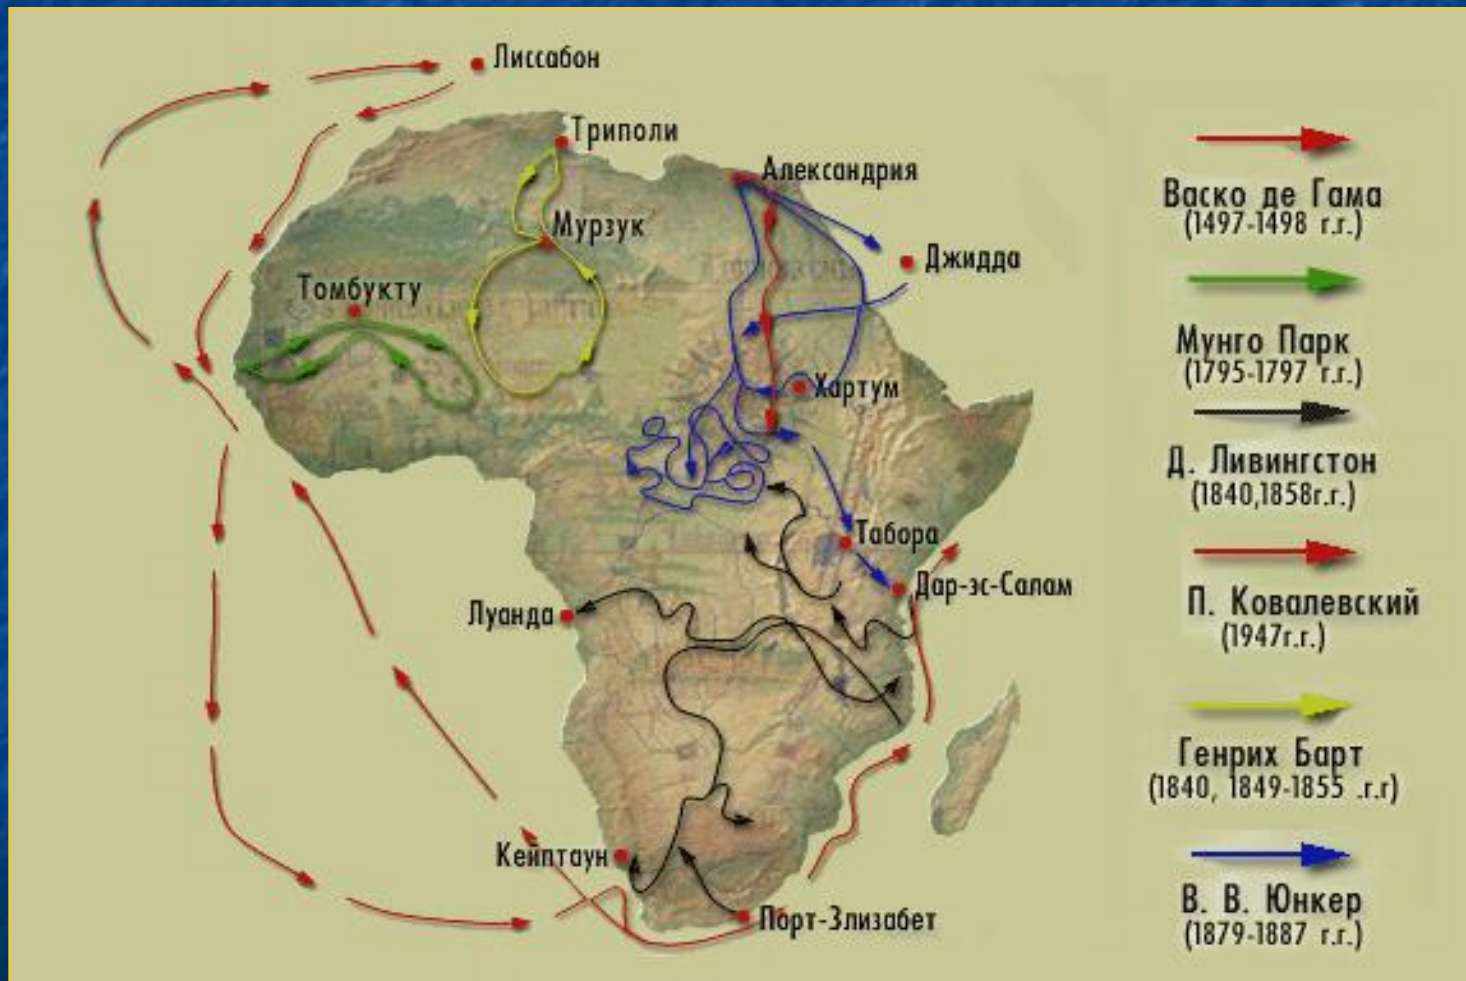 Лиссабон
Триполи
Александрия
Мурзук
Джидда
Томбукту
Хартум
Табора
Дар-эс-Салам
Луанда
Кейптаун
Порт-Элизабет
Васко де Гама
(1497-1498 г.г.)
Мунго Парк
(1795-1797 г.г.)
Д. Ливингстон
(1840,1858г.г.)
П. Ковалевский
(1947г.г.)
Генрих Барт
(1840, 1849-1855 .г.г)
В. В. Юнкер
(1879-1887 г.г.)